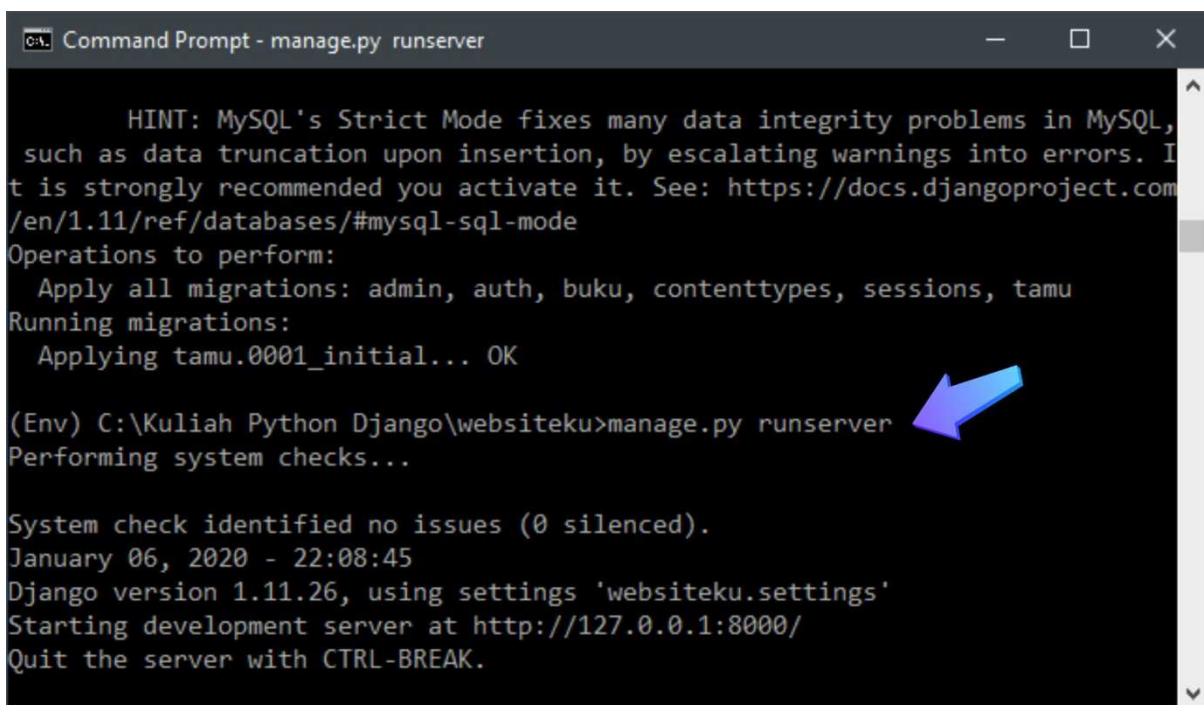 Command Prompt - manage.py runserver
HINT: MySQL's Strict Mode fixes many data integrity problems in MySQL,
such as data truncation upon insertion, by escalating warnings into errors. I
t is strongly recommended you activate it. See: https://docs.djangoproject.com
/en/1.11/ref/databases/#mysql-sql-mode
Operations to perform:
Apply all migrations: admin, auth, buku, contenttypes, sessions, tamu
Running migrations:
Applying tamu.0001_initial... OK
(Env) C:\Kuliah Python Django\websiteku>manage.py runserver
Performing system checks...
System check identified no issues (0 silenced).
January 06, 2020 - 22:08:45
Django version 1.11.26, using settings 'websiteku.settings'
Starting development server at http://127.0.0.1:8000/
Quit the server with CTRL-BREAK.